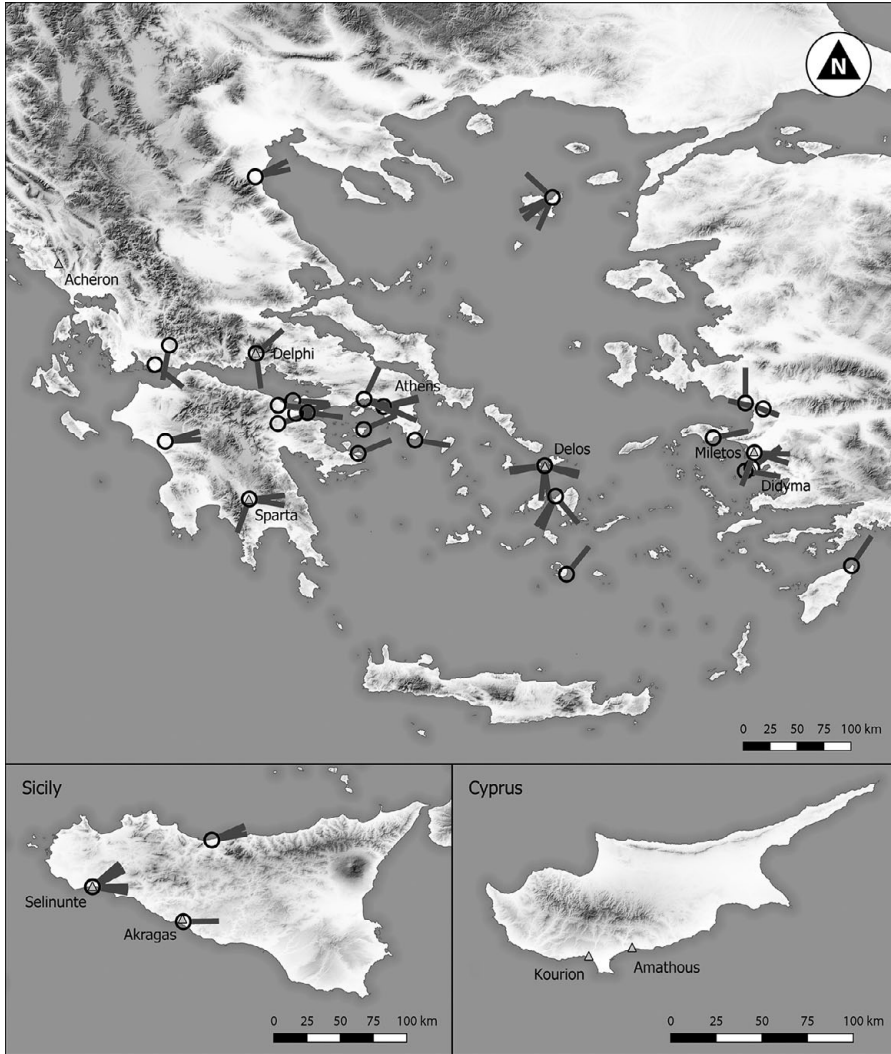 N
Acheron
Delphi
Athens
Delos
Miletos
Didyma
Sparta
0 25 50 75 100 km
Sicily
Selinunte
Akragas
0 25 50 75 100 km
Cyprus
Kourion
Amathous
0 25 50 75 100 km